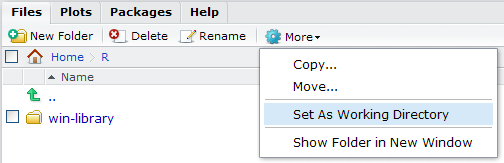 Files Plots Packages Help
New Folder Delete Rename More
Home R
Name
..
win-library
Copy...
Move...
Set As Working Directory
Show Folder in New Window